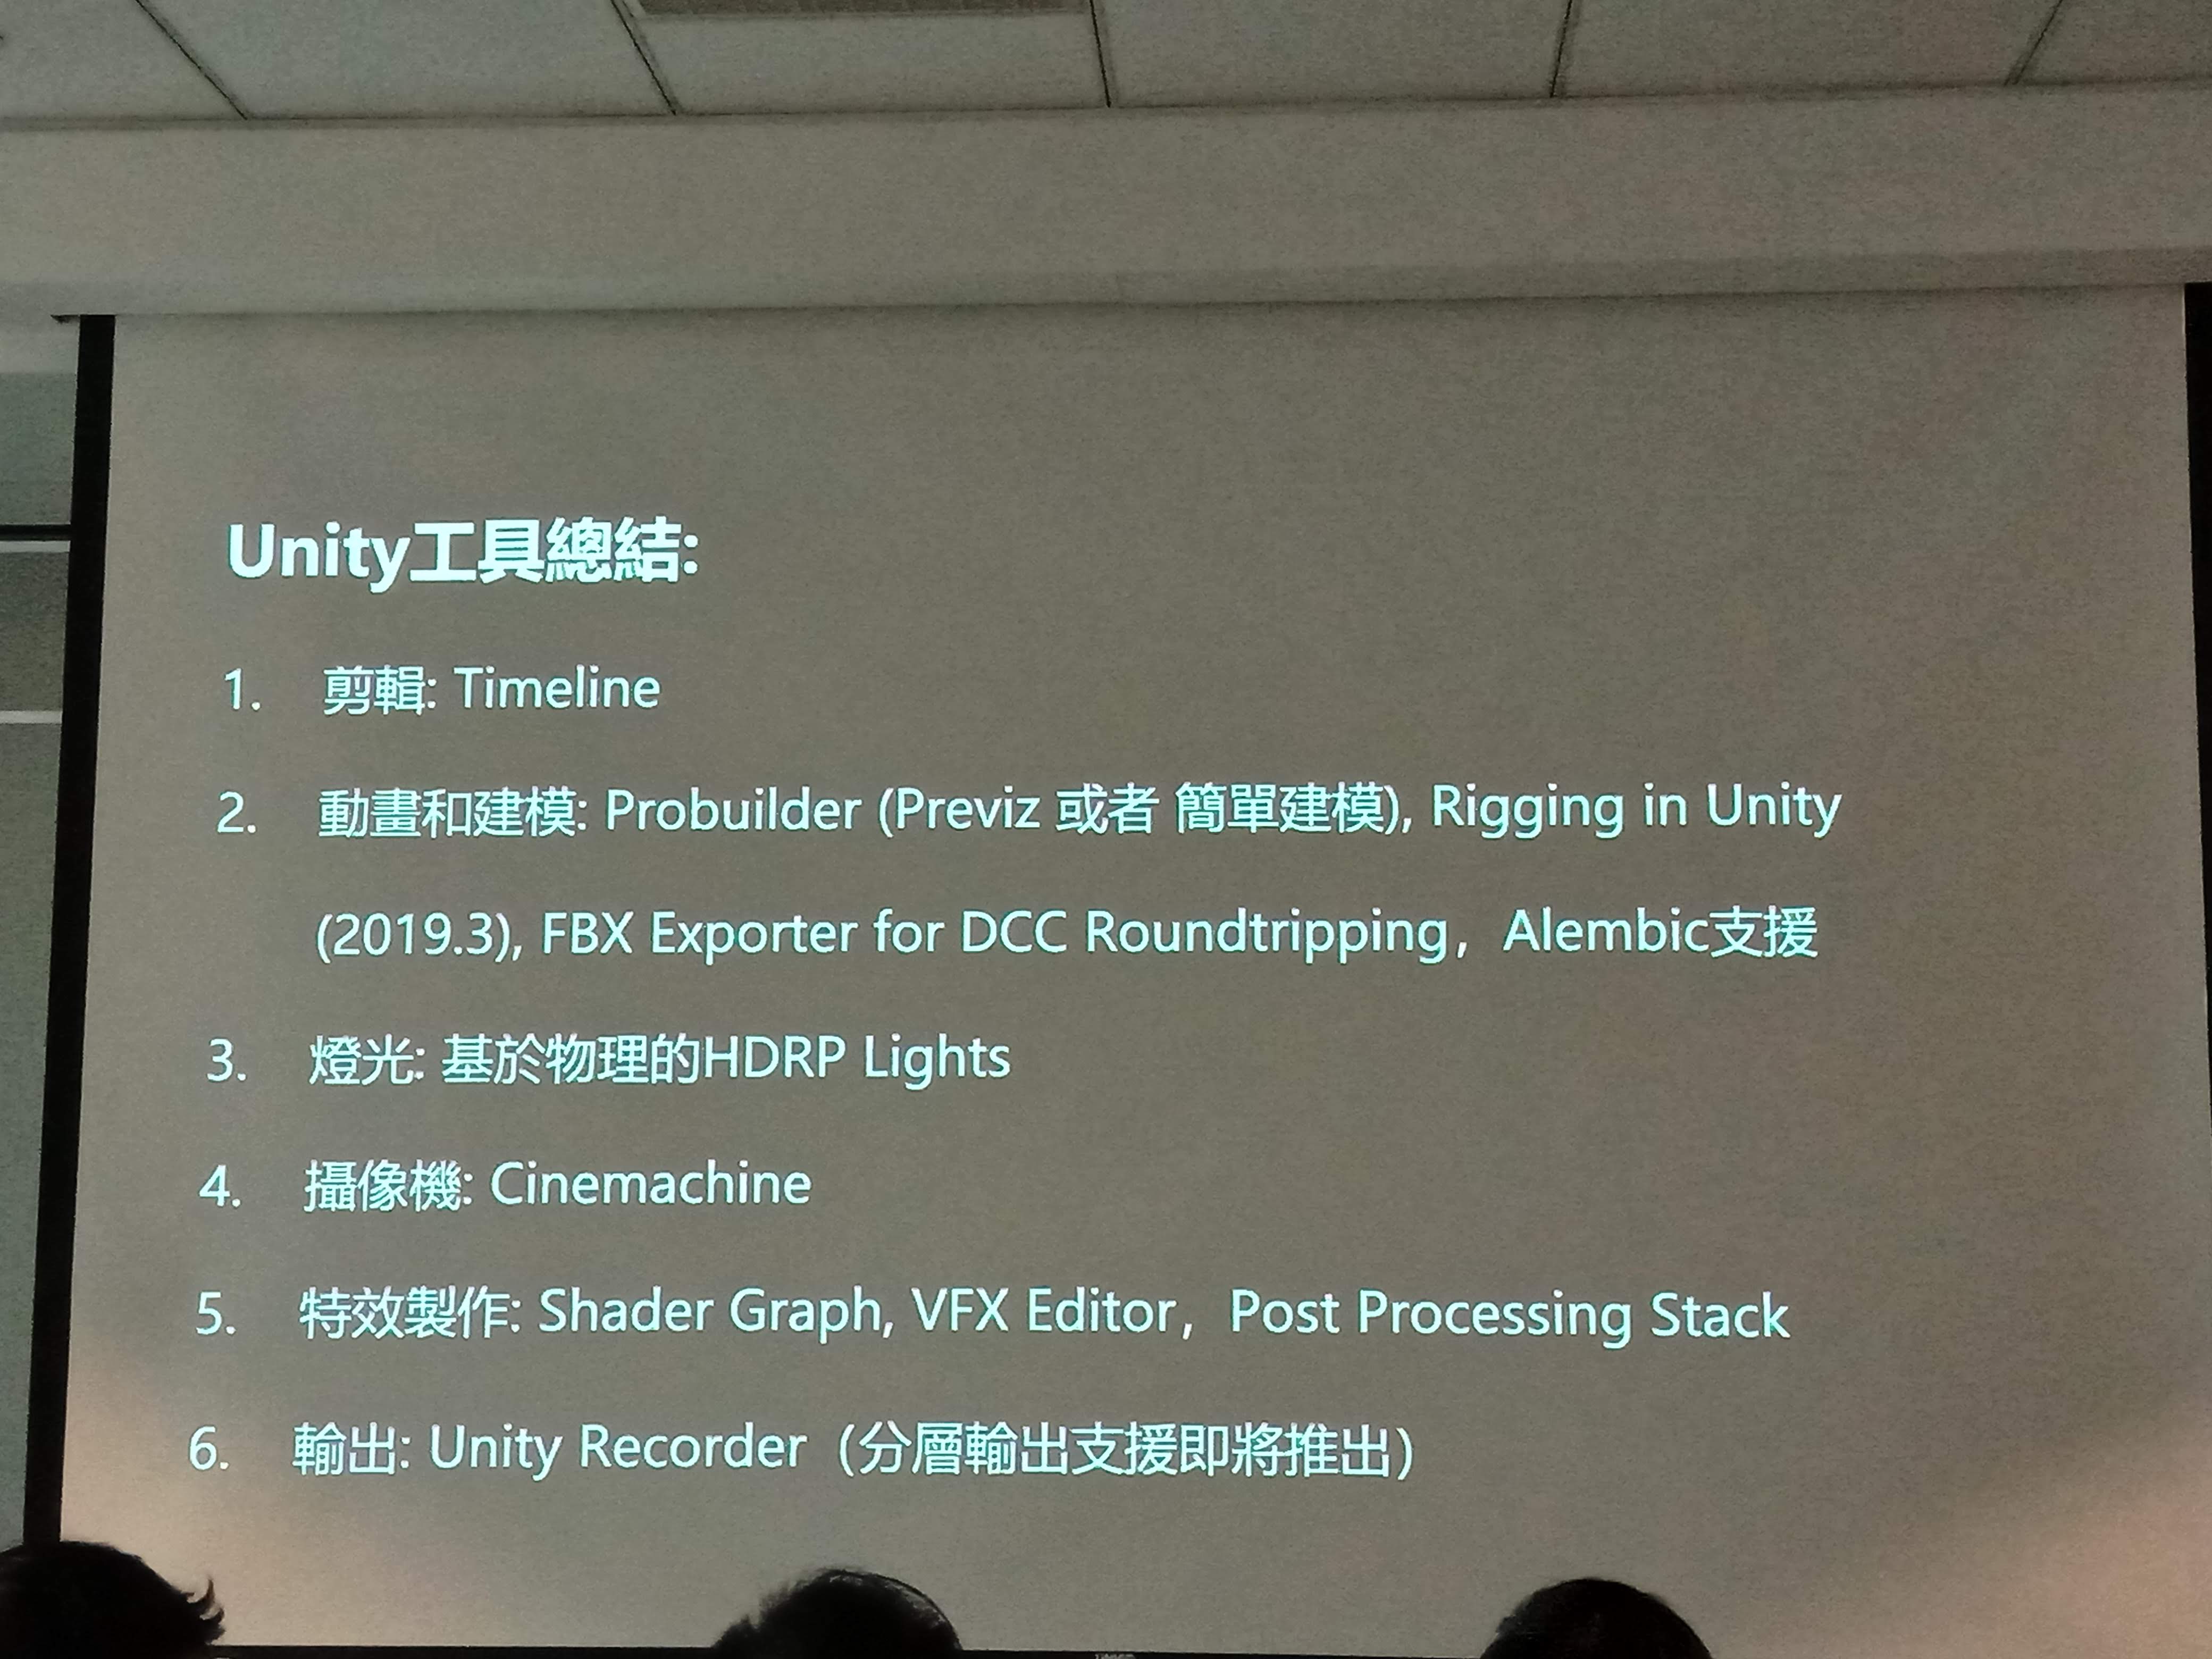 Unity工具總結:
1. 剪輯: Timeline
2. 動畫和建模: Probuilder (Previz 或者 簡單建模), Rigging in Unity
(2019.3), FBX Exporter for DCC Roundtripping，Alembic支援
3. 燈光: 基於物理的HDRP Lights
4. 攝像機: Cinemachine
5. 特效製作: Shader Graph, VFX Editor，Post Processing Stack
6. 輸出: Unity Recorder（分層輸出支援即將推出）